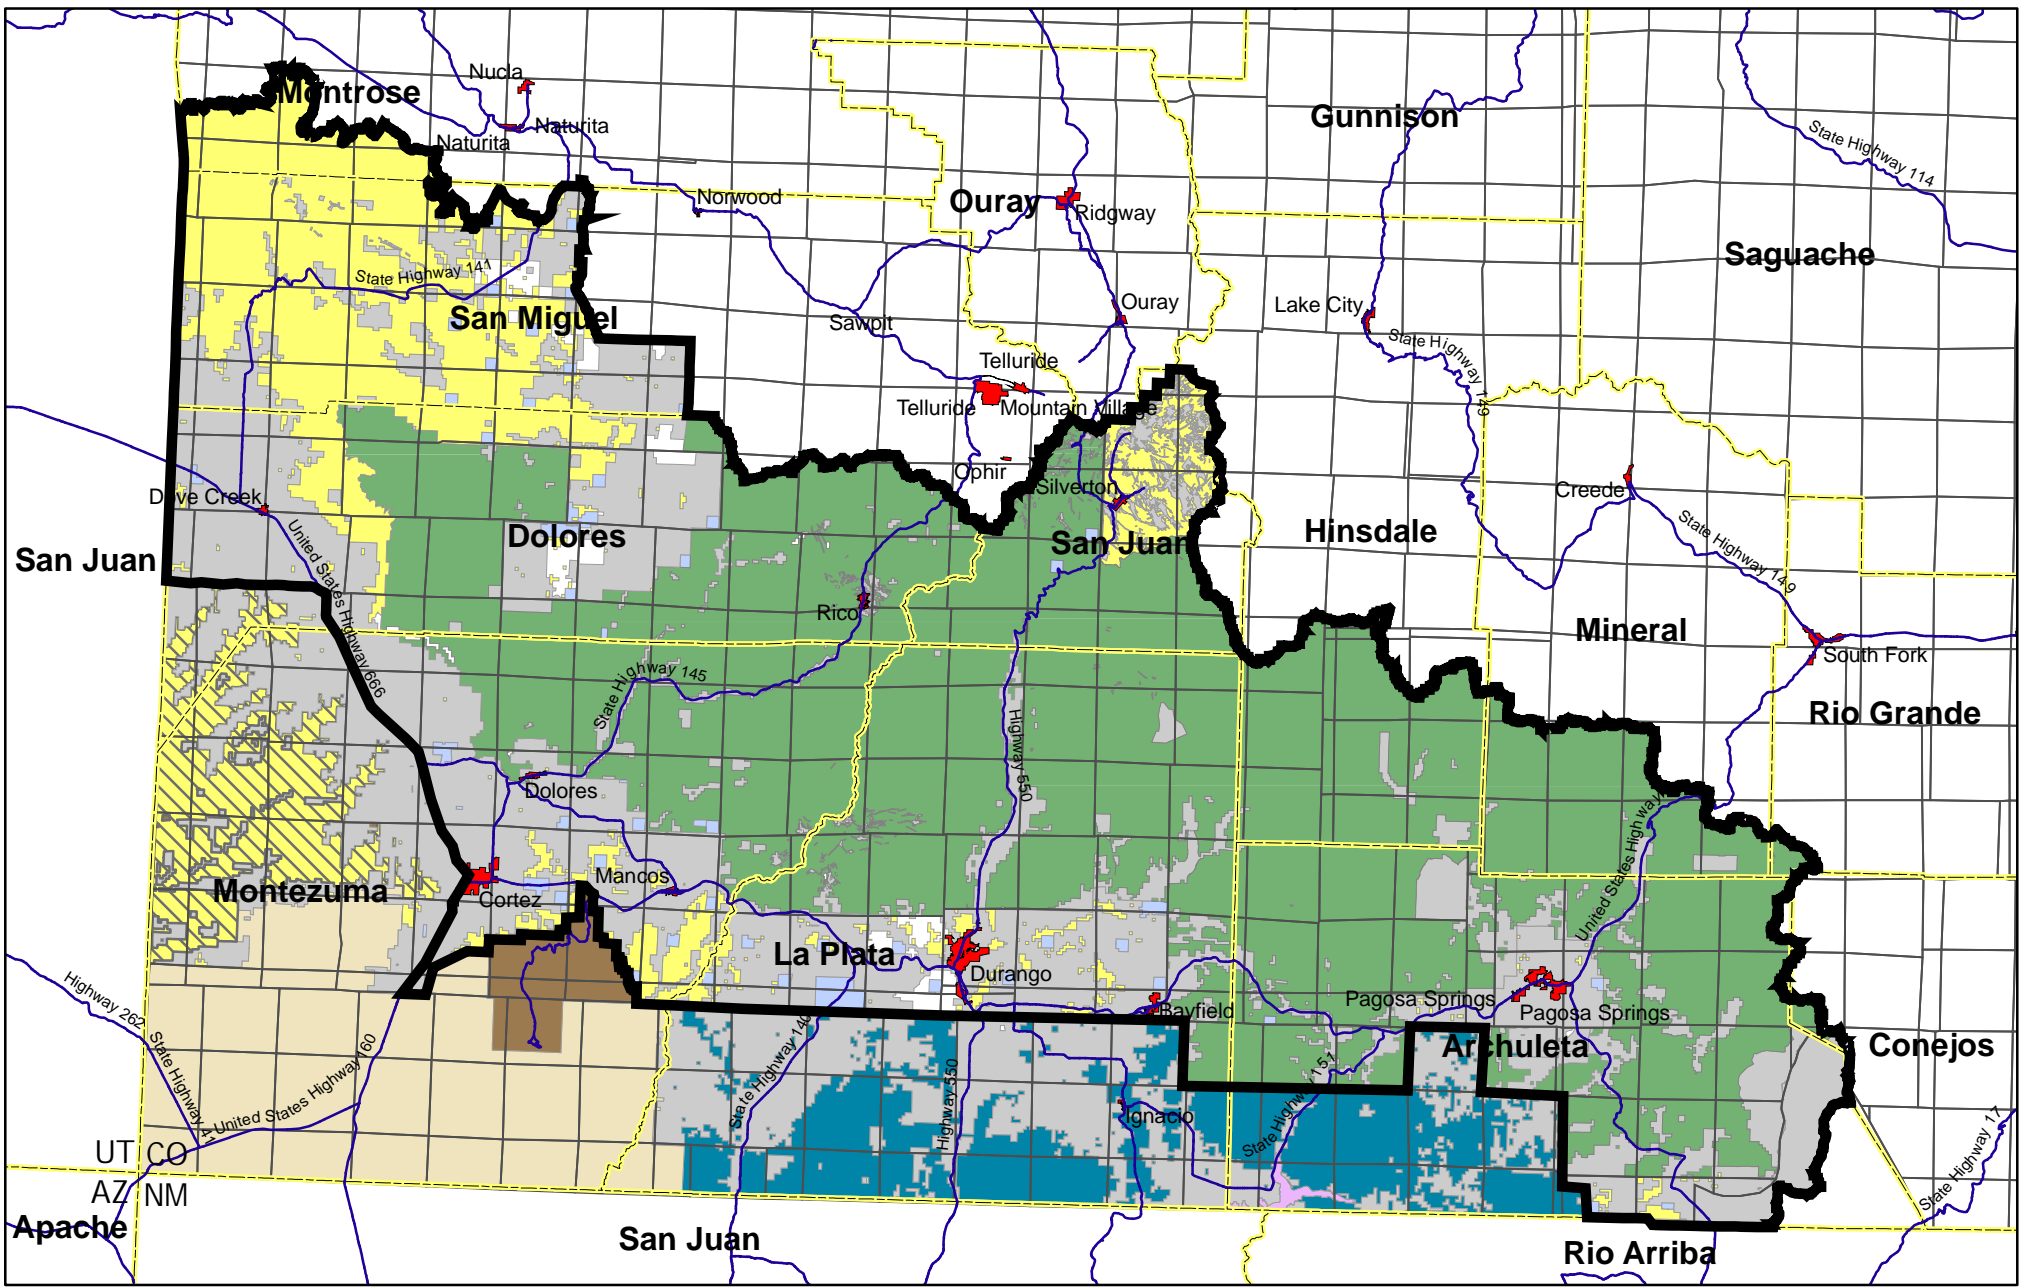 Nucla
Montrose
Naturita
Naturita
Gunnison
State Highway 114
Norwood
Ouray
Ridgway
Saguache
State Highway 141
San Miguel
Ouray
Lake City
Sawpit
State Highway 149
Telluride
Telluride
Mountain Village
Ophir
Silverton
Creede
Dove Creek
United States Highway 666
Dolores
San Juan
Hinsdale
State Highway 149
San Juan
Rico
Mineral
South Fork
State Highway 145
Rio Grande
Highway 550
Dolores
United States Highway
Montezuma
Cortez
Mancos
La Plata
Durango
Pagosa Springs
Pagosa Springs
Bayfield
Archuleta
Conejos
Highway 262
State Highway 41
United States Highway 160
State Highway 140
Highway 550
Ignacio
State Highway 151
State Highway 17
UT
CO
AZ
NM
Apache
San Juan
Rio Arriba